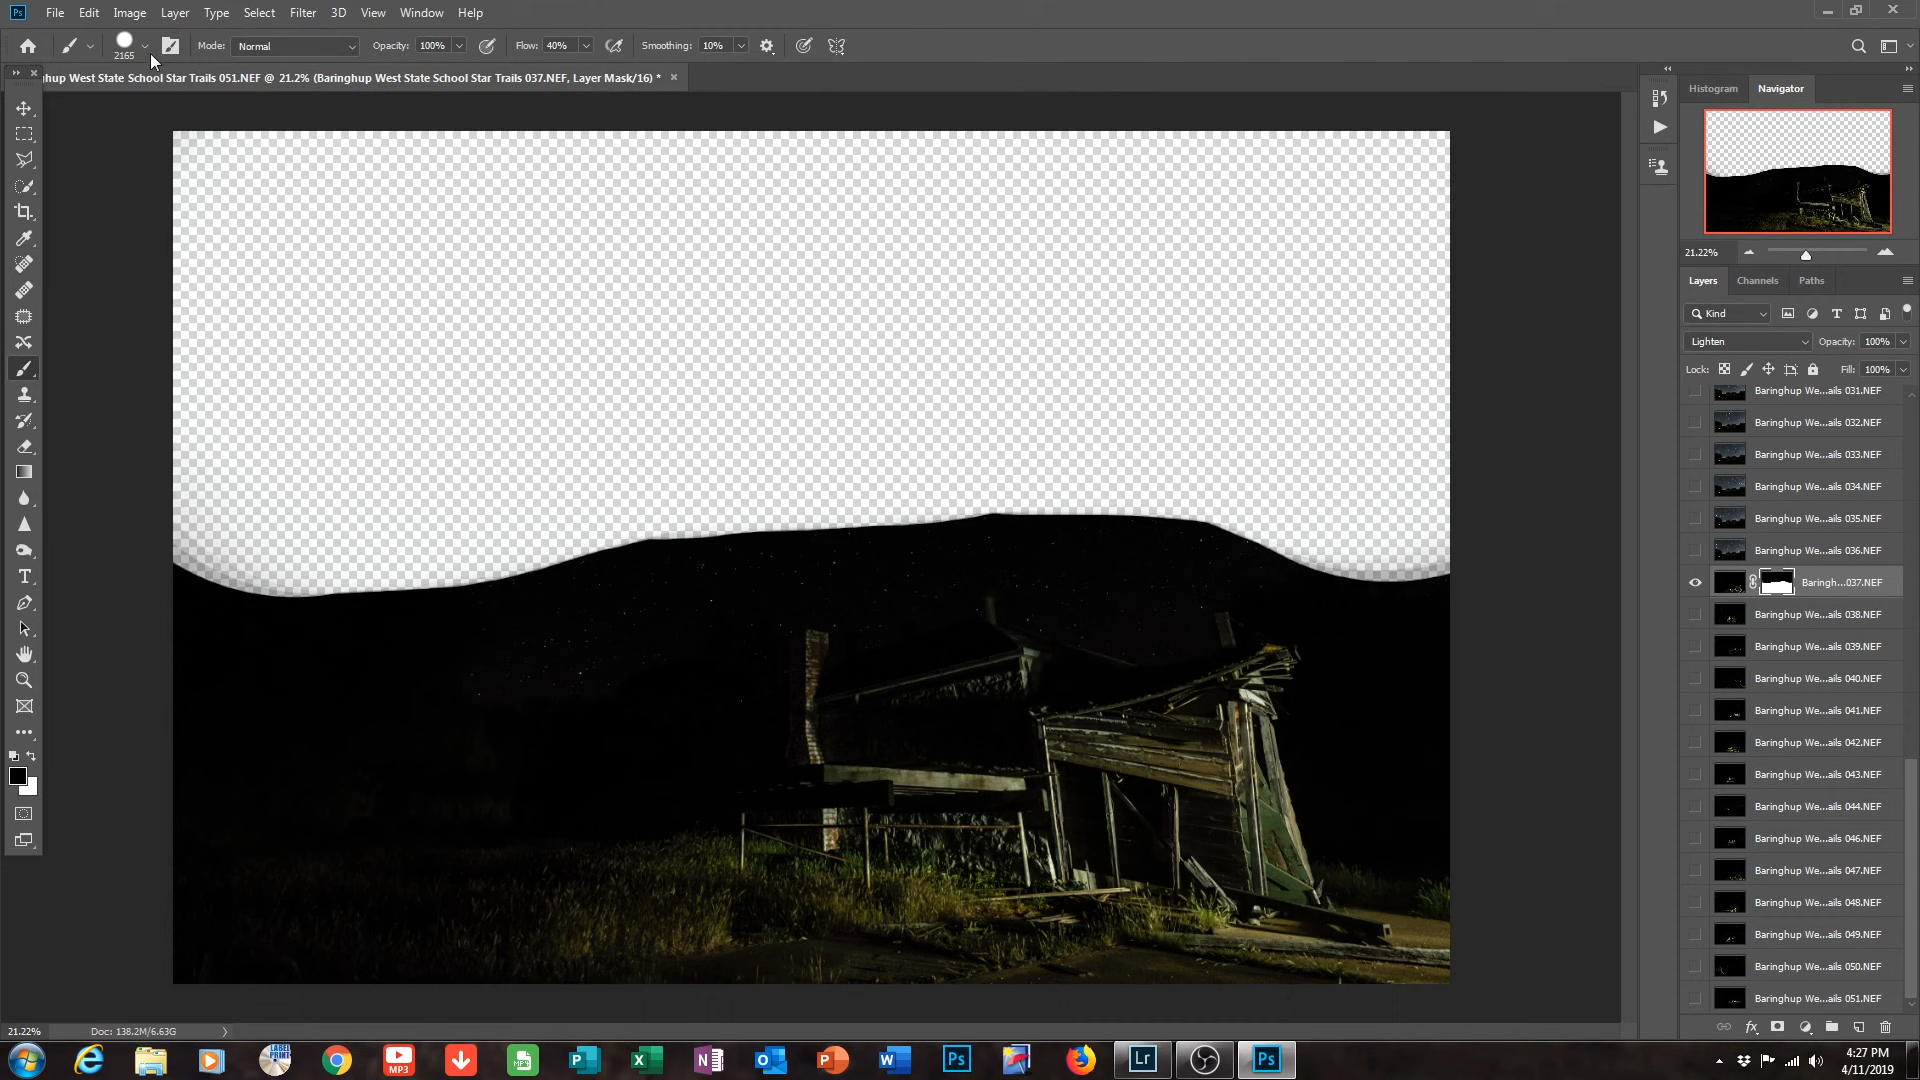 Ps File Edit Image Layer Type Select Filter 3D View Window Help
2165 Mode: Normal Opacity: 100% Flow: 40% Smoothing: 10%
hup West State School Star Trails 051.NEF @ 21.2% (Baringhup West State School Star Trails 037.NEF, Layer Mask/16) *
Histogram Navigator
21.22%
Layers Channels Paths
Kind
Lighten Opacity: 100%
Lock: Fill: 100%
Baringhup We...ails 031.NEF
Baringhup We...ails 032.NEF
Baringhup We...ails 033.NEF
Baringhup We...ails 034.NEF
Baringhup We...ails 035.NEF
Baringhup We...ails 036.NEF
Baringh...037.NEF
Baringhup We...ails 038.NEF
Baringhup We...ails 039.NEF
Baringhup We...ails 040.NEF
Baringhup We...ails 041.NEF
Baringhup We...ails 042.NEF
Baringhup We...ails 043.NEF
Baringhup We...ails 044.NEF
Baringhup We...ails 046.NEF
Baringhup We...ails 047.NEF
Baringhup We...ails 048.NEF
Baringhup We...ails 049.NEF
Baringhup We...ails 050.NEF
Baringhup We...ails 051.NEF
21.22% Doc: 138.2M/6.63G
LABEL PRINT MP3 MP4 P X N O P W Ps Lr Ps
4:27 PM
4/11/2019